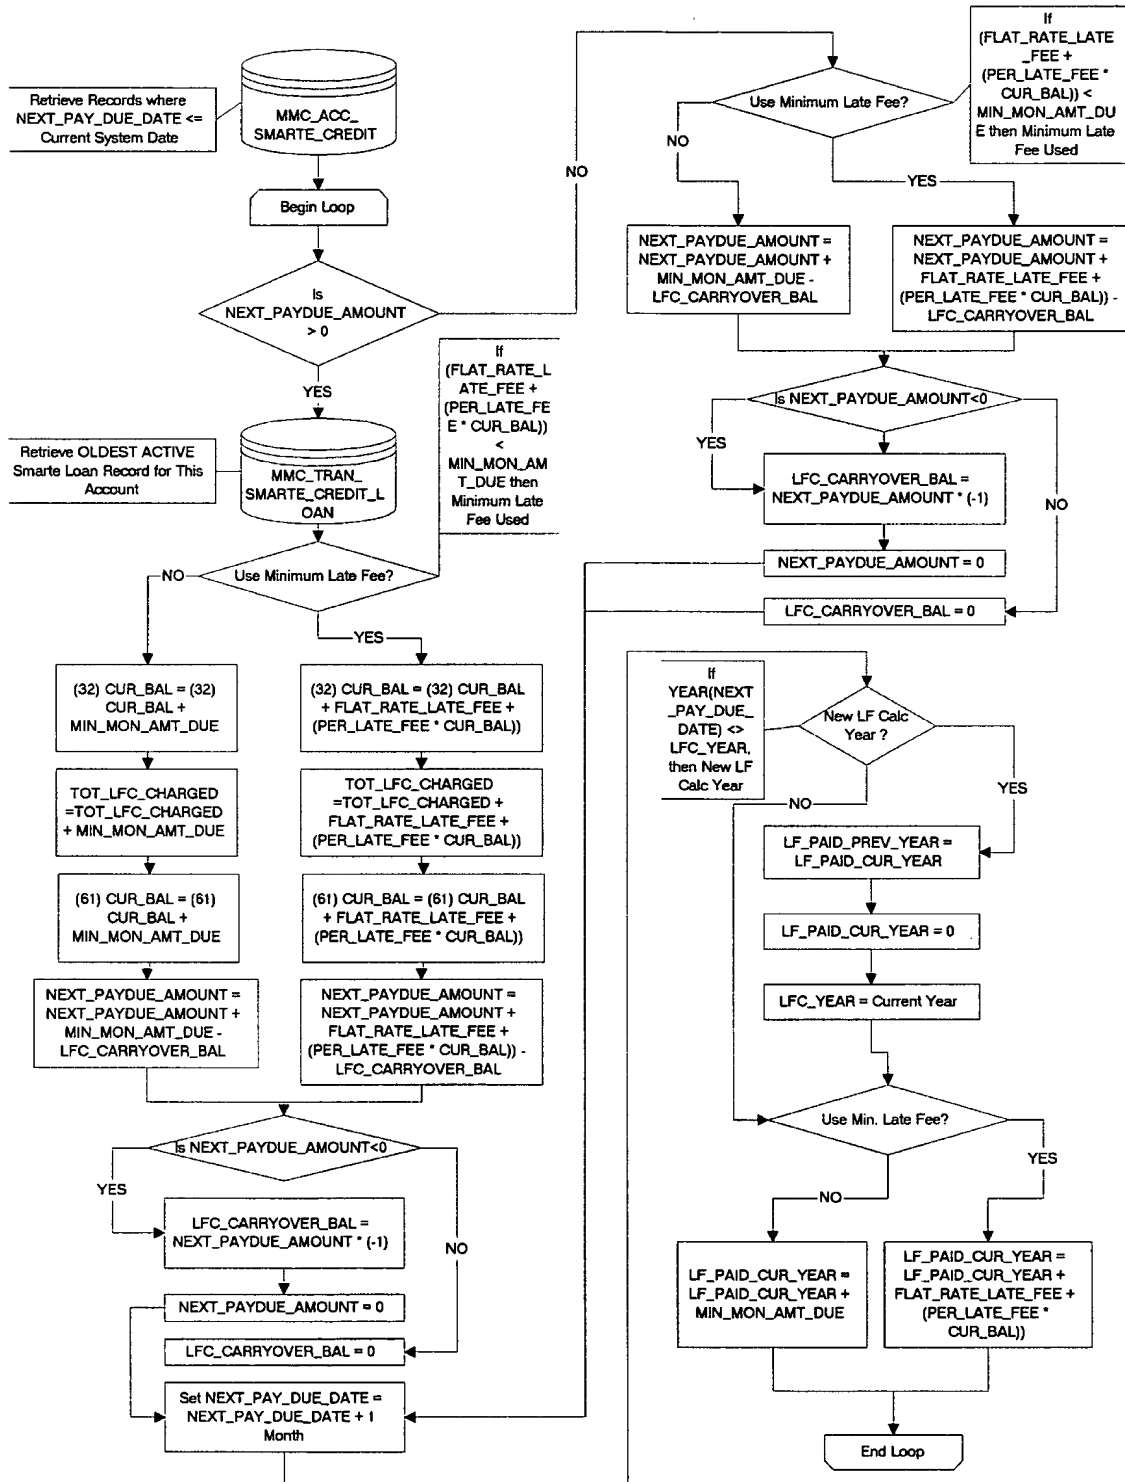 Retrieve Records where
NEXT_PAY_DUE_DATE <=
Current System Date
MMC_ACC_
SMARTE_CREDIT
Begin Loop
Is
NEXT_PAYDUE_AMOUNT
> 0
NO
YES
Retrieve OLDEST ACTIVE
Smarte Loan Record for This
Account
MMC_TRAN_
SMARTE_CREDIT_L
OAN
If
(FLAT_RATE_L
ATE_FEE +
(PER_LATE_FE
E * CUR_BAL))
<
MIN_MON_AM
T_DUE then
Minimum Late
Fee Used
Use Minimum Late Fee?
NO
YES
(32) CUR_BAL = (32)
CUR_BAL +
MIN_MON_AMT_DUE
(32) CUR_BAL = (32) CUR_BAL
+ FLAT_RATE_LATE_FEE +
(PER_LATE_FEE * CUR_BAL))
TOT_LFC_CHARGED
=TOT_LFC_CHARGED
+ MIN_MON_AMT_DUE
TOT_LFC_CHARGED
=TOT_LFC_CHARGED +
FLAT_RATE_LATE_FEE +
(PER_LATE_FEE * CUR_BAL))
(61) CUR_BAL = (61)
CUR_BAL +
MIN_MON_AMT_DUE
(61) CUR_BAL = (61) CUR_BAL
+ FLAT_RATE_LATE_FEE +
(PER_LATE_FEE * CUR_BAL))
NEXT_PAYDUE_AMOUNT =
NEXT_PAYDUE_AMOUNT +
MIN_MON_AMT_DUE -
LFC_CARRYOVER_BAL
NEXT_PAYDUE_AMOUNT =
NEXT_PAYDUE_AMOUNT +
FLAT_RATE_LATE_FEE +
(PER_LATE_FEE * CUR_BAL)) -
LFC_CARRYOVER_BAL
Is NEXT_PAYDUE_AMOUNT<0
YES
NO
LFC_CARRYOVER_BAL =
NEXT_PAYDUE_AMOUNT * (-1)
NEXT_PAYDUE_AMOUNT = 0
LFC_CARRYOVER_BAL = 0
Set NEXT_PAY_DUE_DATE =
NEXT_PAY_DUE_DATE + 1
Month
If
(FLAT_RATE_LATE
_FEE +
(PER_LATE_FEE *
CUR_BAL)) <
MIN_MON_AMT_DU
E then Minimum Late
Fee Used
Use Minimum Late Fee?
NO
YES
NEXT_PAYDUE_AMOUNT =
NEXT_PAYDUE_AMOUNT +
MIN_MON_AMT_DUE -
LFC_CARRYOVER_BAL
NEXT_PAYDUE_AMOUNT =
NEXT_PAYDUE_AMOUNT +
FLAT_RATE_LATE_FEE +
(PER_LATE_FEE * CUR_BAL)) -
LFC_CARRYOVER_BAL
Is NEXT_PAYDUE_AMOUNT<0
YES
NO
LFC_CARRYOVER_BAL =
NEXT_PAYDUE_AMOUNT * (-1)
NEXT_PAYDUE_AMOUNT = 0
LFC_CARRYOVER_BAL = 0
If
YEAR(NEXT
_PAY_DUE_
DATE) <>
LFC_YEAR,
then New LF
Calc Year
New LF Calc
Year ?
YES
NO
LF_PAID_PREV_YEAR =
LF_PAID_CUR_YEAR
LF_PAID_CUR_YEAR = 0
LFC_YEAR = Current Year
Use Min. Late Fee?
YES
NO
LF_PAID_CUR_YEAR =
LF_PAID_CUR_YEAR +
MIN_MON_AMT_DUE
LF_PAID_CUR_YEAR =
LF_PAID_CUR_YEAR +
FLAT_RATE_LATE_FEE +
(PER_LATE_FEE *
CUR_BAL))
End Loop